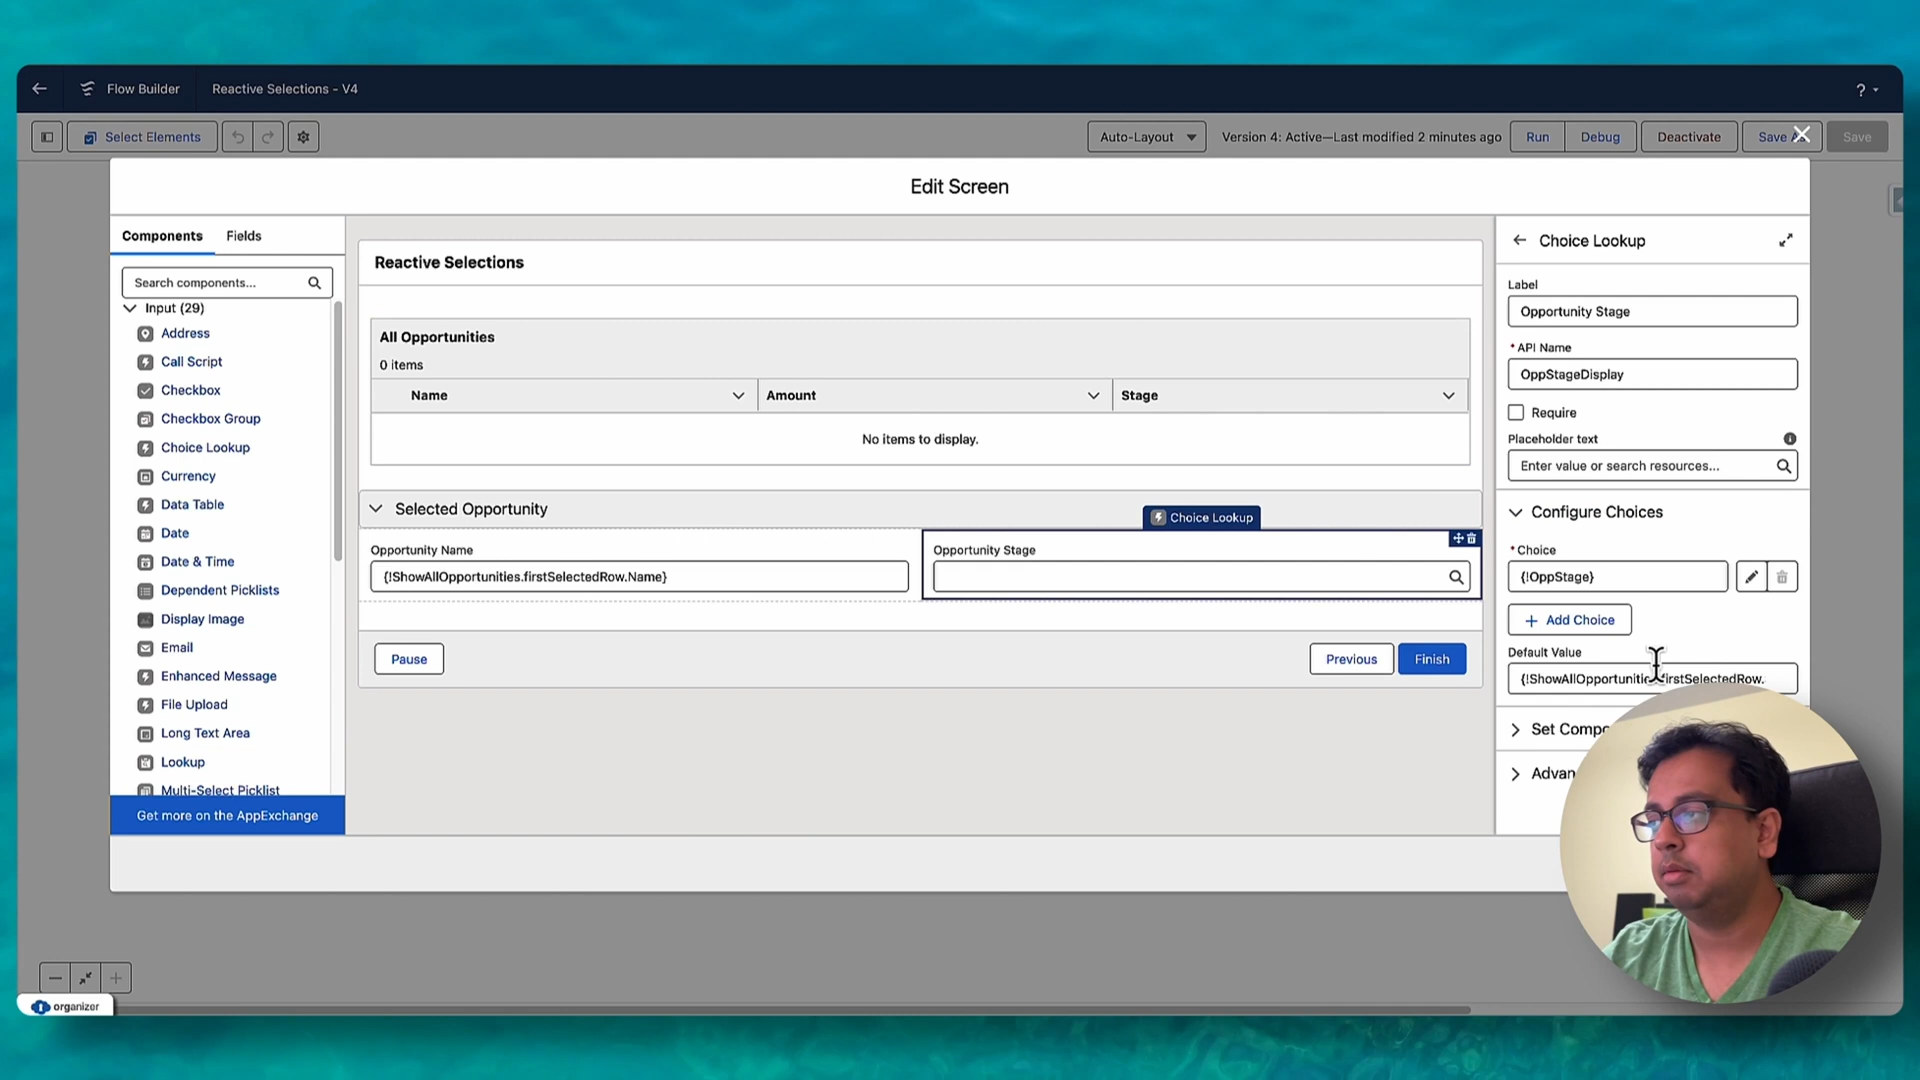 Flow Builder
Reactive Selections - V4
?
Select Elements
Auto-Layout
Version 4: Active—Last modified 2 minutes ago
Run
Debug
Deactivate
Save
Edit Screen
Components
Fields
Search components...
Input (29)
Address
Call Script
Checkbox
Checkbox Group
Choice Lookup
Currency
Data Table
Date
Date & Time
Dependent Picklists
Display Image
Email
Enhanced Message
File Upload
Long Text Area
Lookup
Multi-Select Picklist
Get more on the AppExchange
Reactive Selections
All Opportunities
0 items
Name
Amount
Stage
No items to display.
Selected Opportunity
Choice Lookup
Opportunity Name
{!ShowAllOpportunities.firstSelectedRow.Name}
Opportunity Stage
Pause
Previous
Finish
Choice Lookup
Label
Opportunity Stage
* API Name
OppStageDisplay
Require
Placeholder text
Enter value or search resources...
Configure Choices
* Choice
{!OppStage}
+ Add Choice
Default Value
{!ShowAllOpportunities.firstSelectedRow.
Set Compo
Advan
organizer